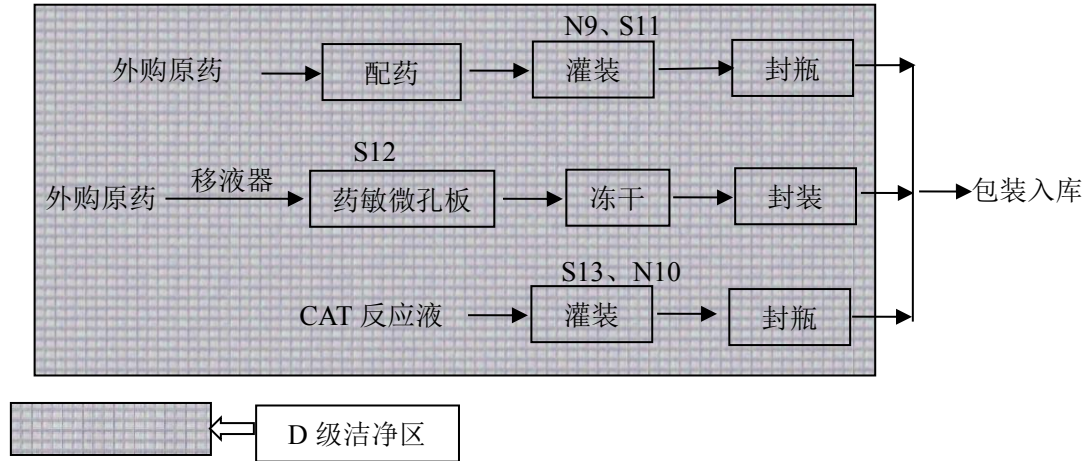 N9、S11
外购原药
配药
灌装
封瓶
S12
外购原药
移液器
药敏微孔板
冻干
封装
包装入库
S13、N10
CAT 反应液
灌装
封瓶
D 级洁净区